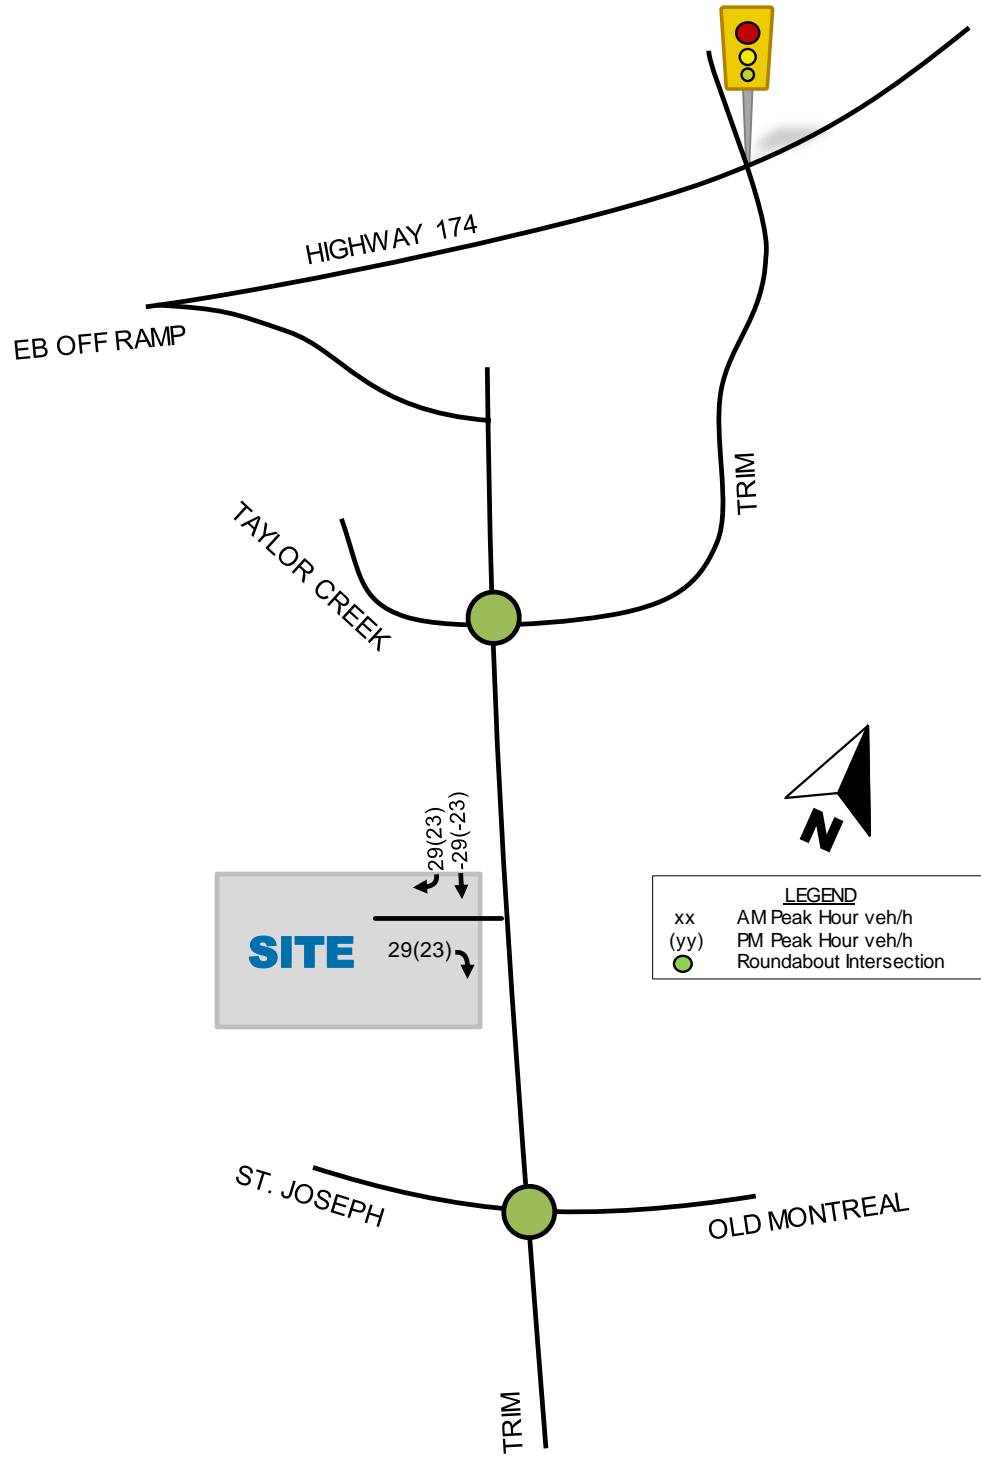 HIGHWAY 174
EB OFF RAMP
TRIM
TAYLOR CREEK
29(23)
-29(-23)
N
SITE
29(23)
LEGEND
xx AM Peak Hour veh/h
(yy) PM Peak Hour veh/h
Roundabout Intersection
ST. JOSEPH
OLD MONTREAL
TRIM